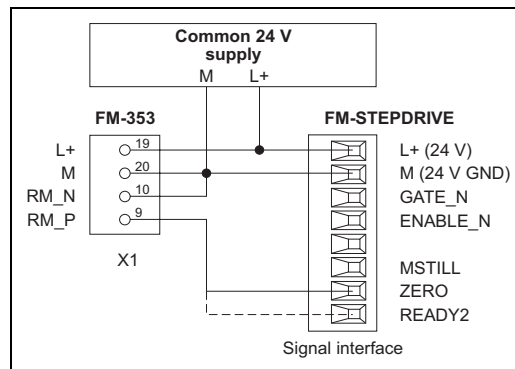 Common 24 V
supply
M L+
FM-353 FM-STEPDRIVE
L+ 19 L+ (24 V)
M 20 M (24 V GND)
RM_N 10 GATE_N
RM_P 9 ENABLE_N
X1 MSTILL
ZERO
READY2
Signal interface